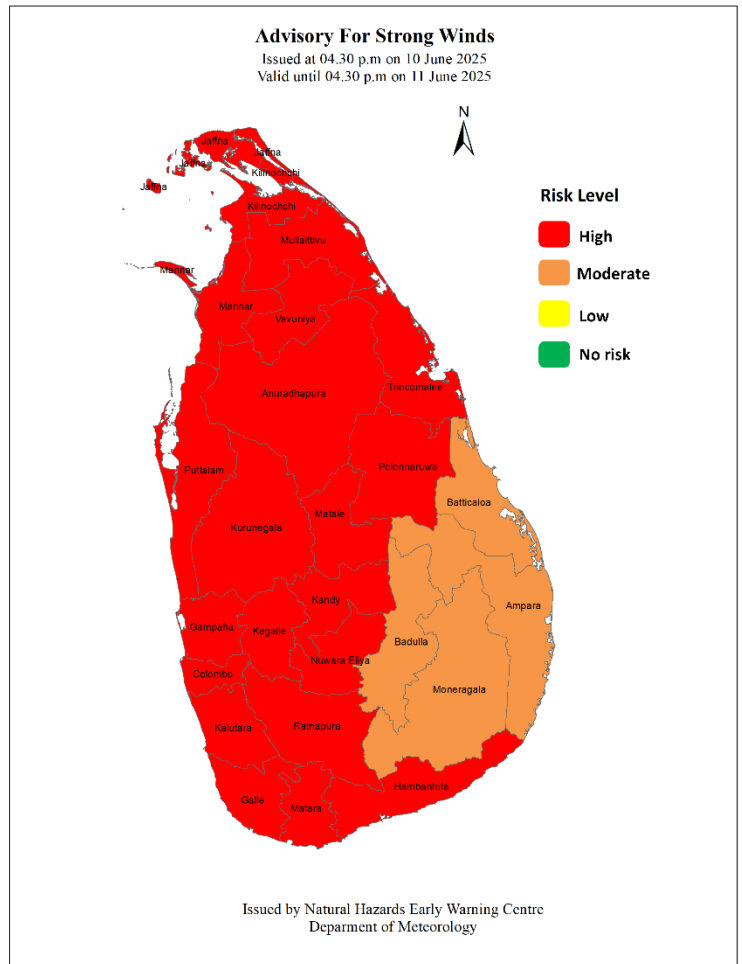 Advisory For Strong Winds
Issued at 04.30 p.m on 10 June 2025
Valid until 04.30 p.m on 11 June 2025
N
Jaffna
Jaffna
Jaffna
Kilinochchi
Jaffna
Kilinochchi
Mullaittivu
Mannar
Mannar
Vavuniya
Anuradhapura
Trincomalee
Puttalam
Polonnaruwa
Batticaloa
Kurunegala
Matale
Kandy
Ampara
Gampaha
Kegalle
Badulla
Nuwara Eliya
Colombo
Moneragala
Kalutara
Ratnapura
Hambantota
Galle
Matara
Risk Level
High
Moderate
Low
No risk
Issued by Natural Hazards Early Warning Centre
Deparment of Meteorology